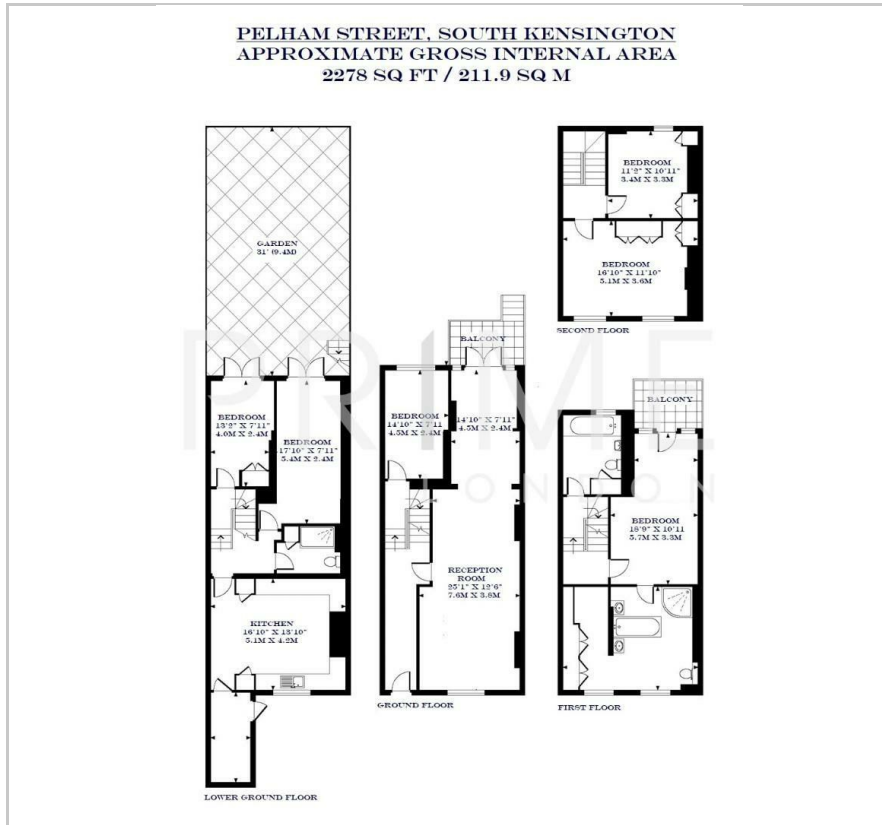 PELHAM STREET, SOUTH KENSINGTON
APPROXIMATE GROSS INTERNAL AREA
2278 SQ FT / 211.9 SQ M
GARDEN
31' (9.4M)
BEDROOM
13'2" X 7'11"
4.0M X 2.4M
BEDROOM
17'10" X 7'11"
5.4M X 2.4M
KITCHEN
16'10" X 13'10"
5.1M X 4.2M
LOWER GROUND FLOOR
BALCONY
BEDROOM
14'10" X 7'11
4.5M X 2.4M
14'10" X 7'11"
4.5M X 2.4M
RECEPTION
ROOM
25'1" X 12'6"
7.6M X 3.8M
GROUND FLOOR
BEDROOM
11'2" X 10'11"
3.4M X 3.3M
BEDROOM
16'10" X 11'10"
5.1M X 3.6M
SECOND FLOOR
BALCONY
BEDROOM
18'9" X 10'11
5.7M X 3.3M
FIRST FLOOR
PRIME
LONDON